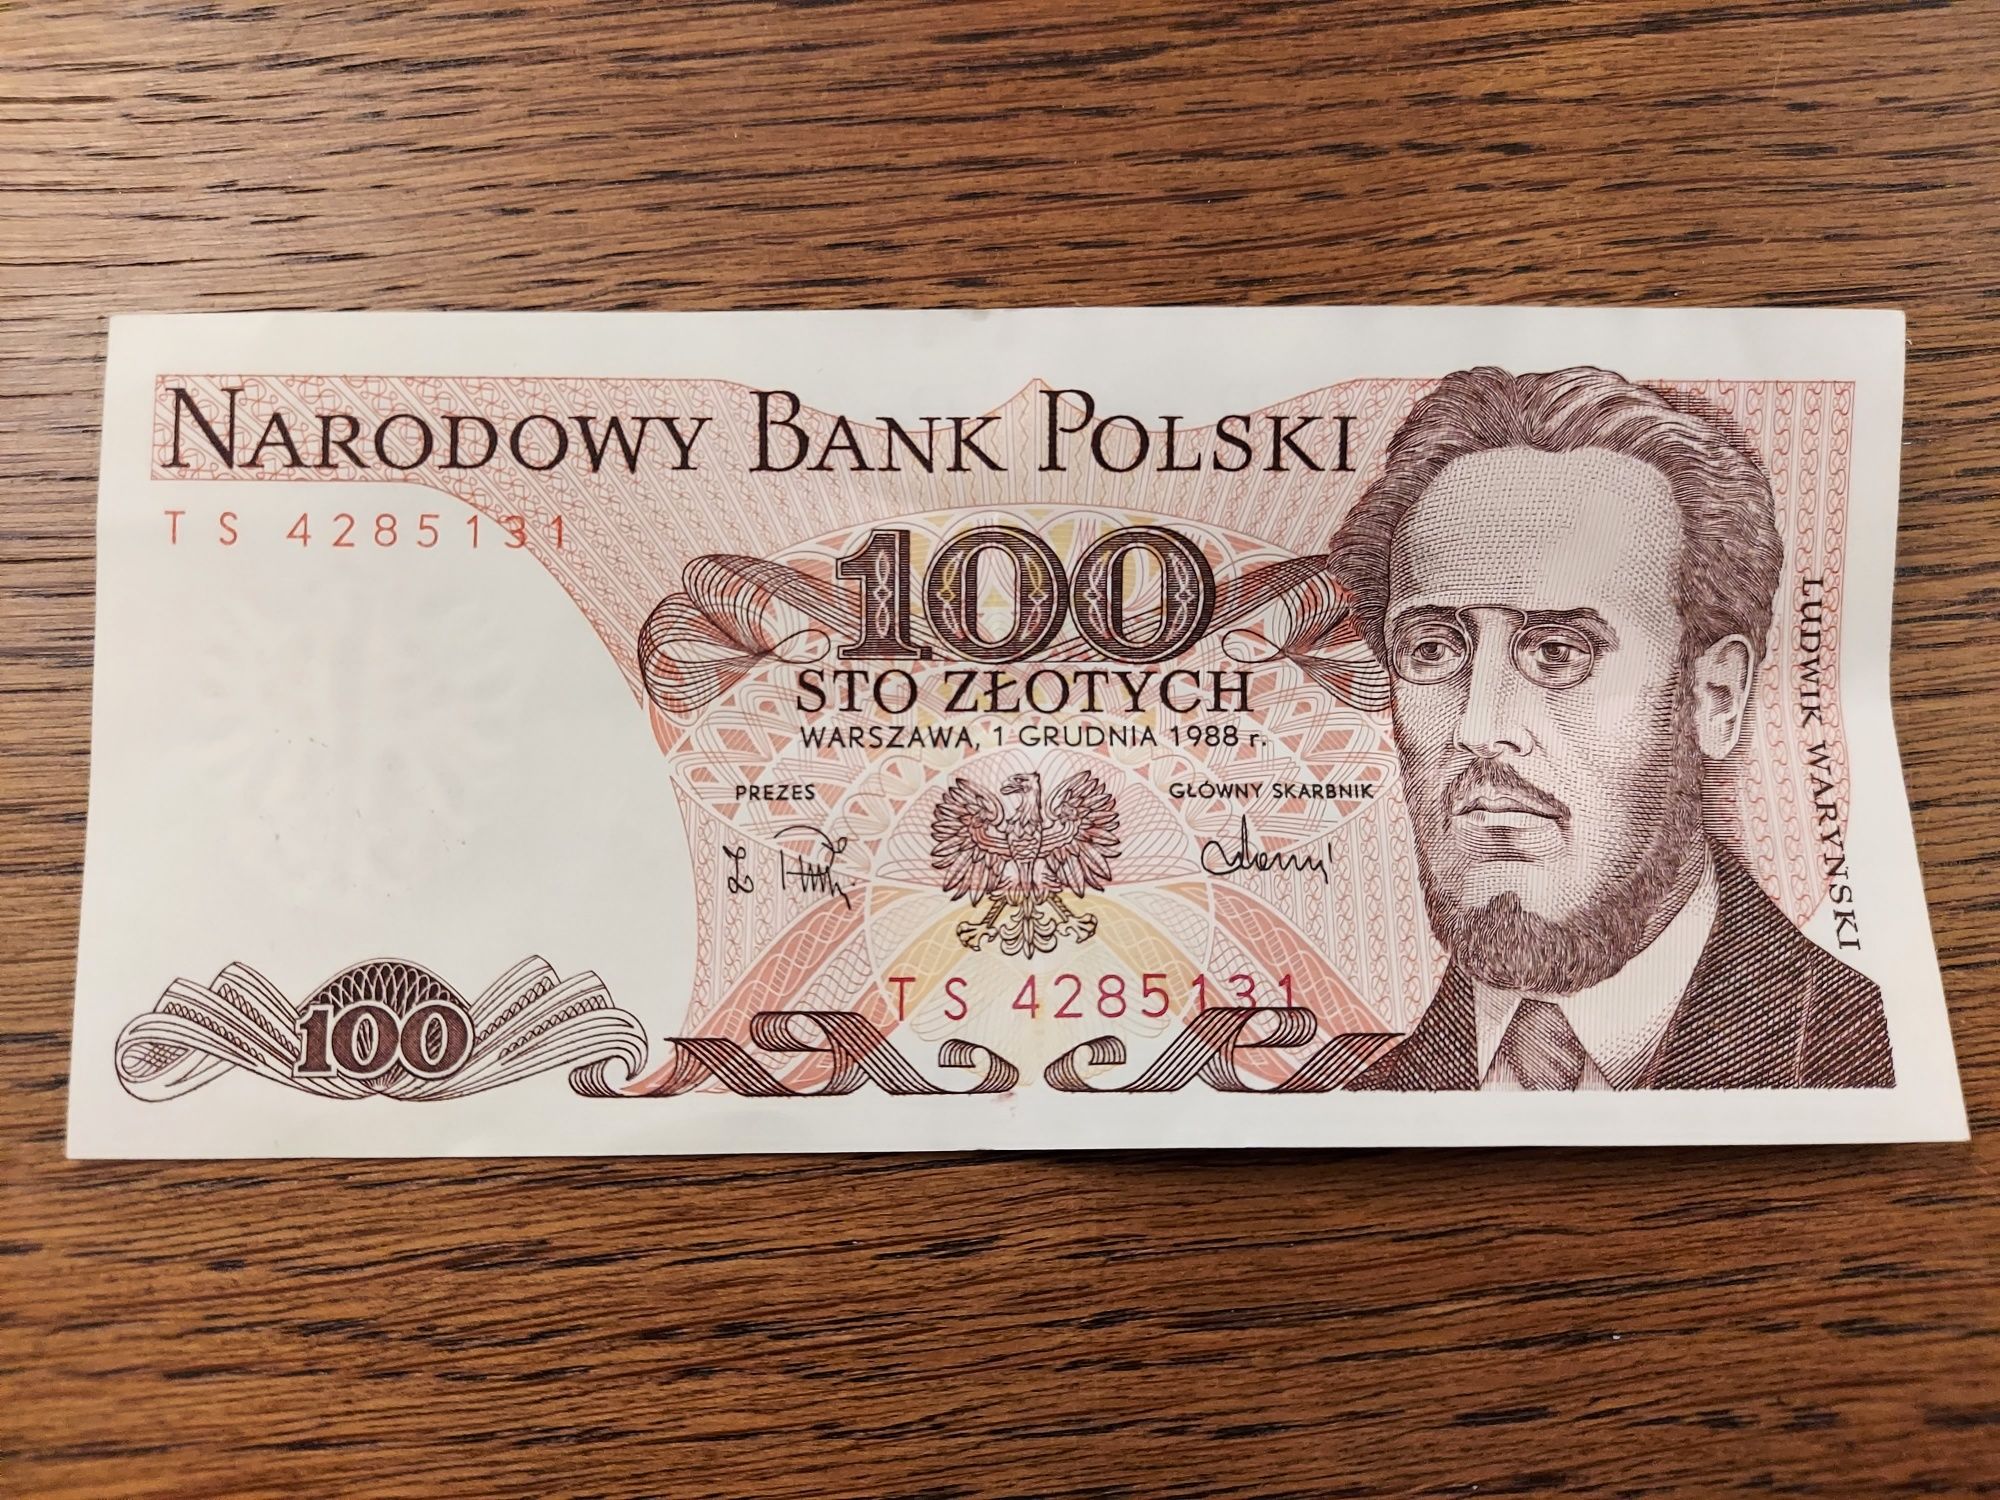 NARODOWY BANK POLSKI
TS 4285131
100
STO ZŁOTYCH
WARSZAWA, 1 GRUDNIA 1988 r.
PREZES
GŁÓWNY SKARBNIK
TS 4285131
100
LUDWIK WARYŃSKI